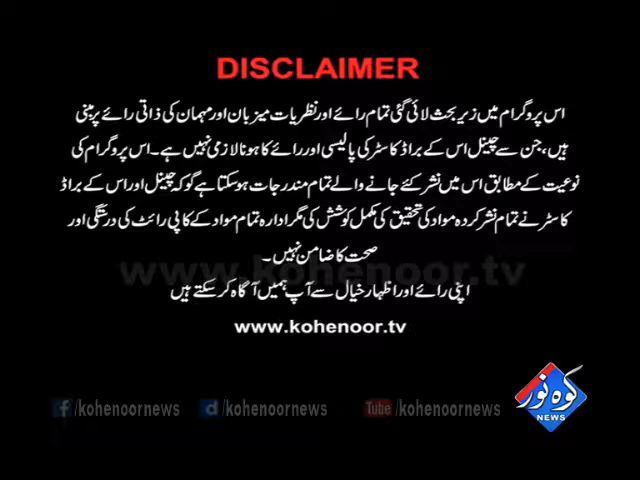 DISCLAIMER
اس پروگرام میں زیر بحث لائی گئی تمام رائے اور نظریات میزبان اور مہمان کی ذاتی رائے پر مبنی
ہیں، جن سے چینل اس کے براڈ کاسٹر کی پالیسی اور رائے کا ہونا لازمی نہیں ہے۔ اس پروگرام کی
نوعیت کے مطابق اس میں نشر کئے جانے والے تمام مندرجات ہو سکتا ہے گو کہ چینل اور اس کے براڈ
کاسٹر نے تمام نشر کردہ مواد کی تحقیق کی مکمل کوشش کی مگر ادارہ تمام مواد کے کاپی رائٹ کی درستگی اور
صحت کا ضامن نہیں۔
www.kohenoor.tv
اپنی رائے اور اظہار خیال سے آپ ہمیں آگاہ کر سکتے ہیں
www.kohenoor.tv
کوہ نور
NEWS
f /kohenoornews
d /kohenoornews
Tube /kohenoornews